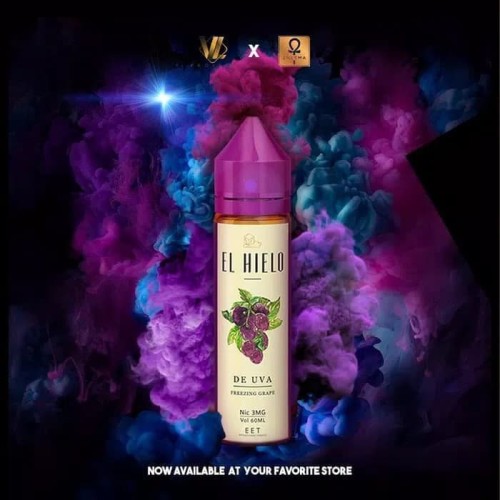 X
EL HIELO
DE UVA
FREEZING GRAPE
Nic 3MG
Vol 60ML
EET
NOW AVAILABLE AT YOUR FAVORITE STORE